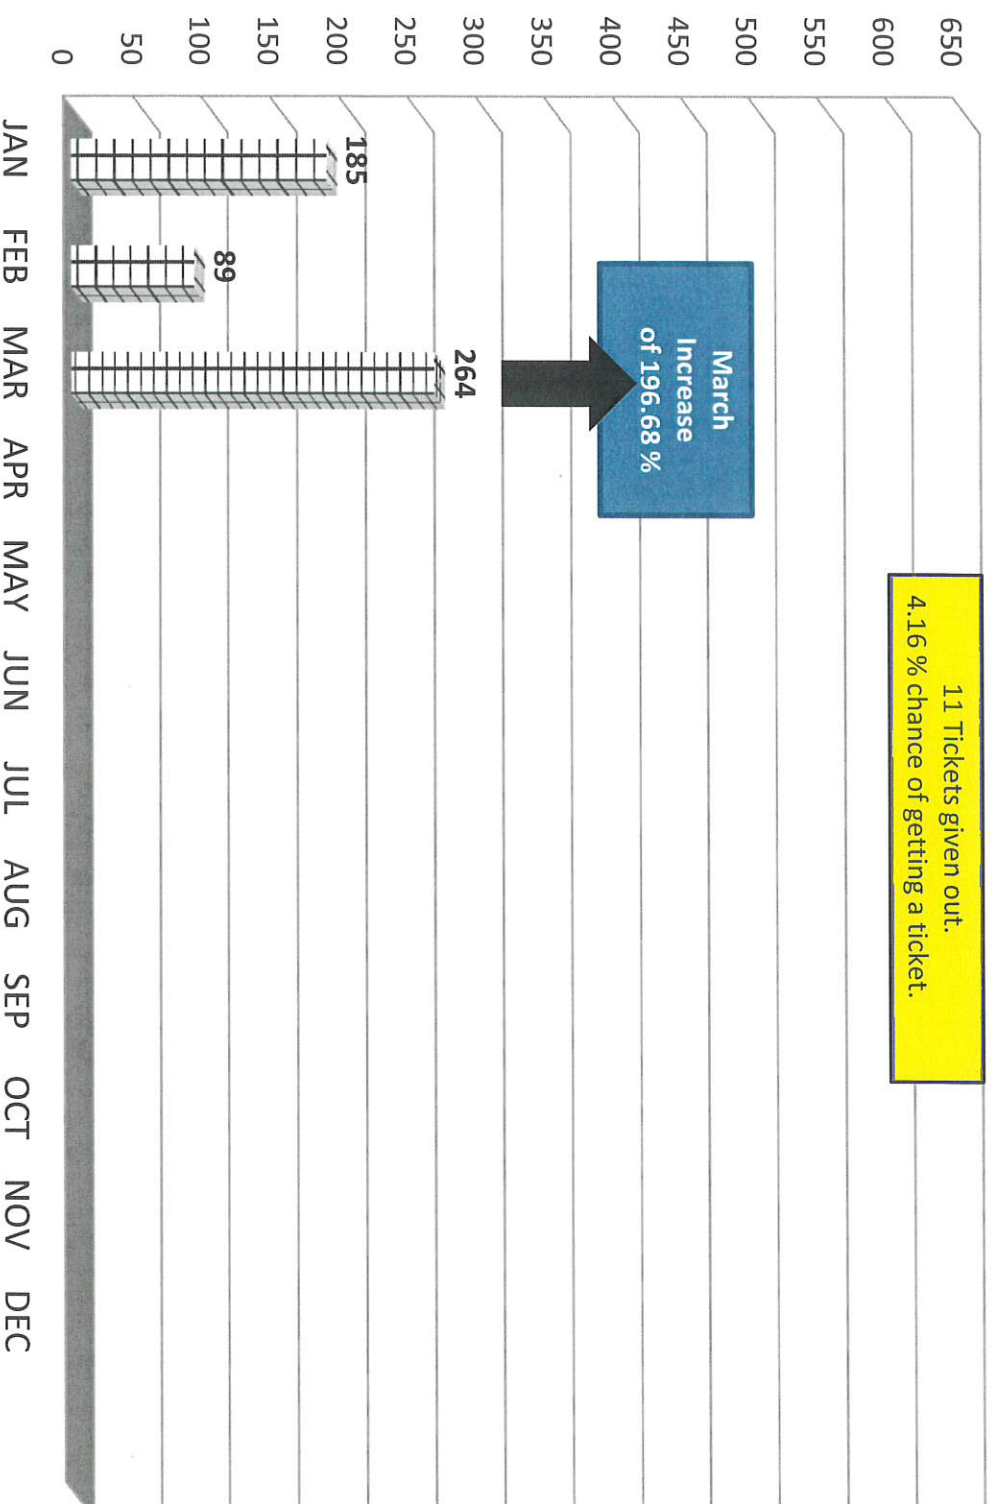 11 Tickets given out.
4.16 % chance of getting a ticket.
650
600
550
500
450
400
350
300
250
200
150
100
50
0
March
Increase
of 196.68 %
185
89
264
JAN FEB MAR APR MAY JUN JUL AUG SEP OCT NOV DEC